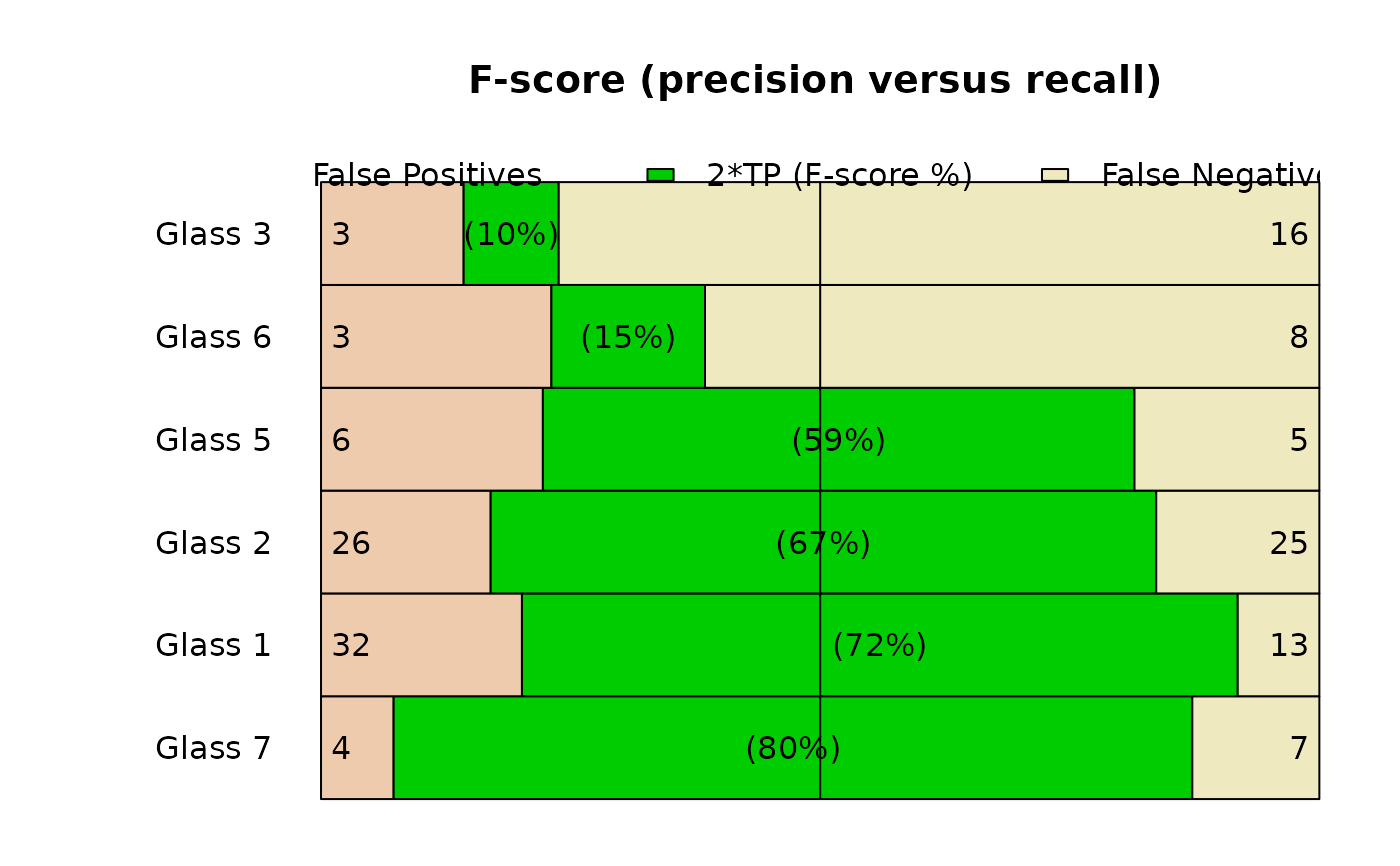 F-score (precision versus recall)
False Positives 2*TP (F-score %) False Negativ
Glass 3 3 (10%) 16
Glass 6 3 (15%) 8
Glass 5 6 (59%) 5
Glass 2 26 (67%) 25
Glass 1 32 (72%) 13
Glass 7 4 (80%) 7